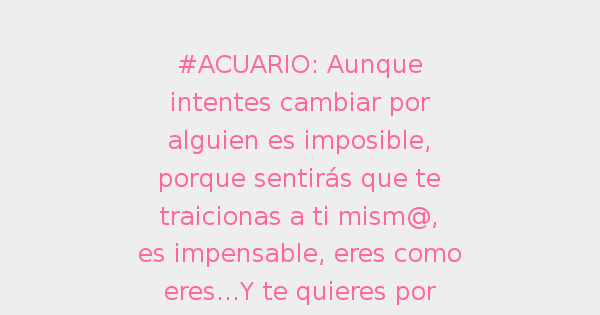 #ACUARIO: Aunque
intentes cambiar por
alguien es imposible,
porque sentirás que te
traicionas a ti mism@,
es impensable, eres como
eres...Y te quieres por